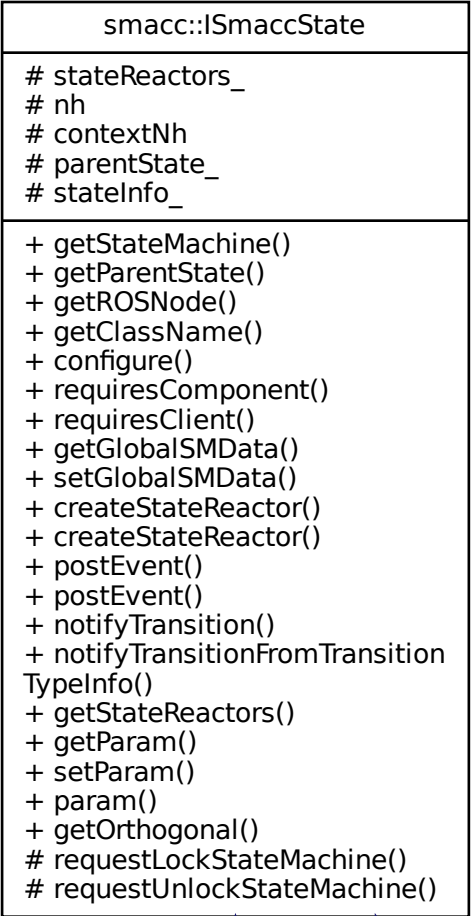 smacc::ISmaccState
# stateReactors_
# nh
# contextNh
# parentState_
# stateInfo_
+ getStateMachine()
+ getParentState()
+ getROSNode()
+ getClassName()
+ configure()
+ requiresComponent()
+ requiresClient()
+ getGlobalSMData()
+ setGlobalSMData()
+ createStateReactor()
+ createStateReactor()
+ postEvent()
+ postEvent()
+ notifyTransition()
+ notifyTransitionFromTransition
TypeInfo()
+ getStateReactors()
+ getParam()
+ setParam()
+ param()
+ getOrthogonal()
# requestLockStateMachine()
# requestUnlockStateMachine()